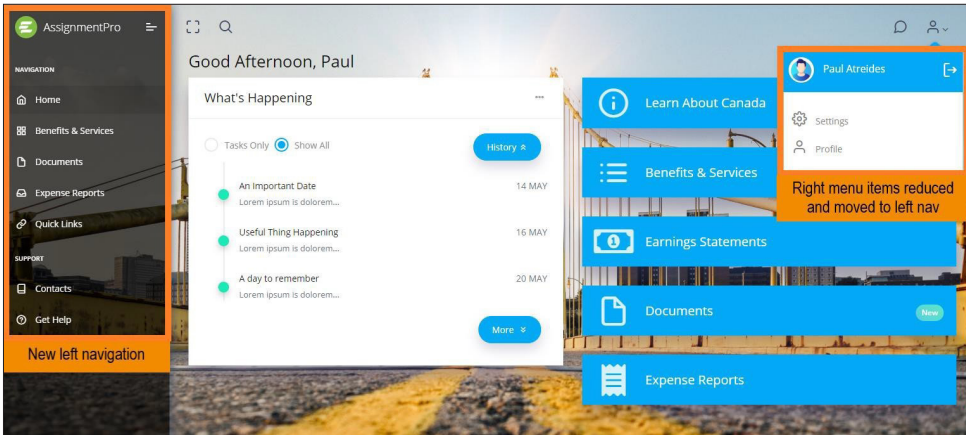 AssignmentPro
NAVIGATION
Home
Benefits & Services
Documents
Expense Reports
Quick Links
SUPPORT
Contacts
Get Help
New left navigation
Good Afternoon, Paul
What's Happening
Tasks Only
Show All
History
An Important Date
14 MAY
Lorem ipsum is dolorem...
Useful Thing Happening
16 MAY
Lorem ipsum is dolorem...
A day to remember
20 MAY
Lorem ipsum is dolorem...
More
Learn About Canada
Benefits & Services
1
Earnings Statements
Documents
New
Expense Reports
Paul Atreides
Settings
Profile
Right menu items reduced
and moved to left nav